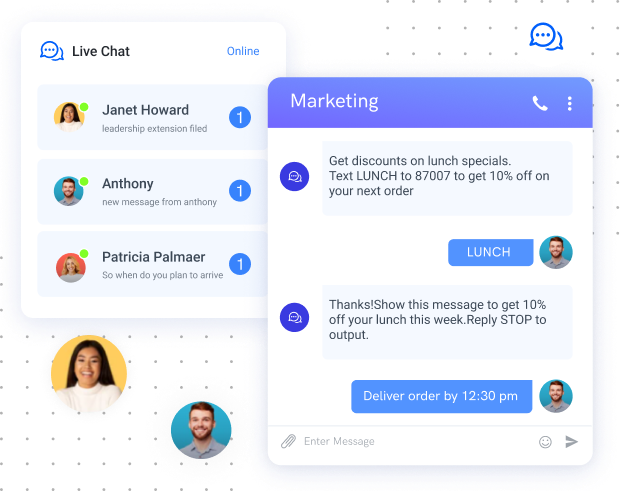 Live Chat
Online
Janet Howard
leadership extension filed
1
Anthony
new message from anthony
1
Patricia Palmaer
So when do you plan to arrive
1
Marketing
Get discounts on lunch specials.
Text LUNCH to 87007 to get 10% off on
your next order
LUNCH
Thanks!Show this message to get 10%
off your lunch this week.Reply STOP to
output.
Deliver order by 12:30 pm
Enter Message